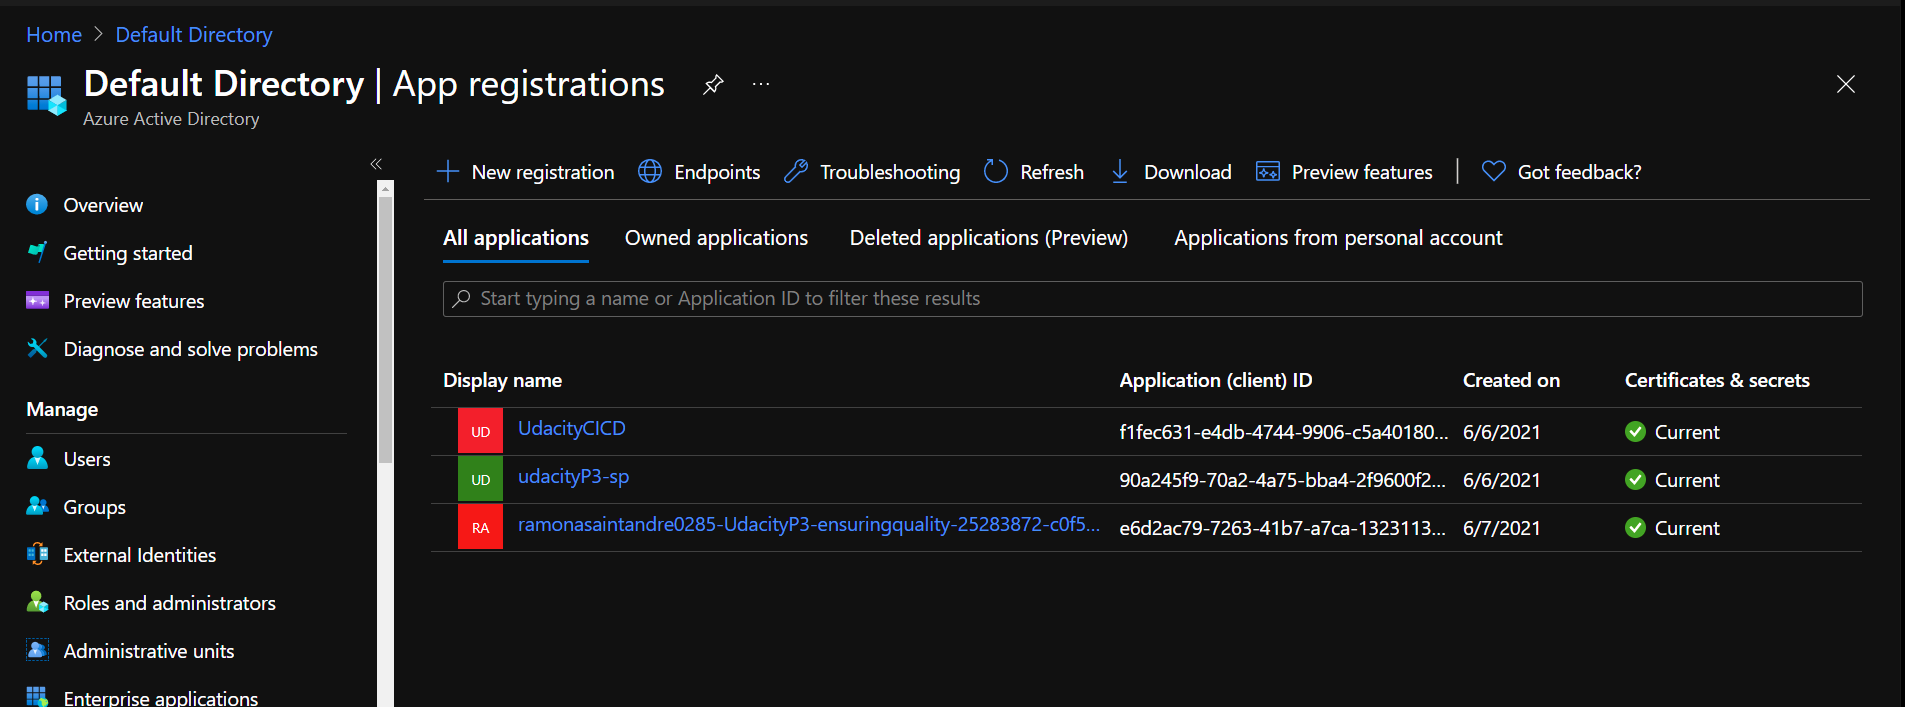 Home > Default Directory
Default Directory | App registrations ...
Azure Active Directory
«
Overview
Getting started
Preview features
Diagnose and solve problems
Manage
Users
Groups
External Identities
Roles and administrators
Administrative units
Enterprise applications
New registration Endpoints Troubleshooting Refresh Download Preview features | Got feedback?
All applications Owned applications Deleted applications (Preview) Applications from personal account
Start typing a name or Application ID to filter these results
Display name Application (client) ID Created on Certificates & secrets
UD UdacityCICD f1fec631-e4db-4744-9906-c5a40180... 6/6/2021 Current
UD udacityP3-sp 90a245f9-70a2-4a75-bba4-2f9600f2... 6/6/2021 Current
RA ramonasaintandre0285-UdacityP3-ensuringquality-25283872-c0f5... e6d2ac79-7263-41b7-a7ca-1323113... 6/7/2021 Current